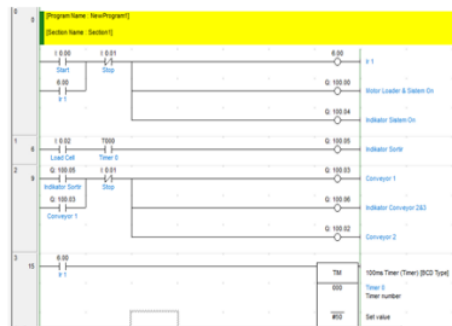 0
0
[Program Name : NewProgram1]
[Section Name : Section1]
I: 0.00
I: 0.01
6.00
Ir 1
Start
Stop
6.00
Q: 100.00
Motor Loader & Sistem On
Ir 1
Q: 100.04
Indikator Sistem On
1
6
I: 0.02
T000
Q: 100.05
Indikator Sortir
Load Cell
Timer 0
2
9
Q: 100.05
I: 0.01
Q: 100.03
Conveyor 1
Indikator Sortir
Stop
Q: 100.03
Q: 100.06
Indikator Conveyor 2&3
Conveyor 1
Q: 100.02
Conveyor 2
3
15
6.00
Ir 1
TIM
100ms Timer (Timer) [BCD Type]
000
Timer 0
Timer number
#50
Set value